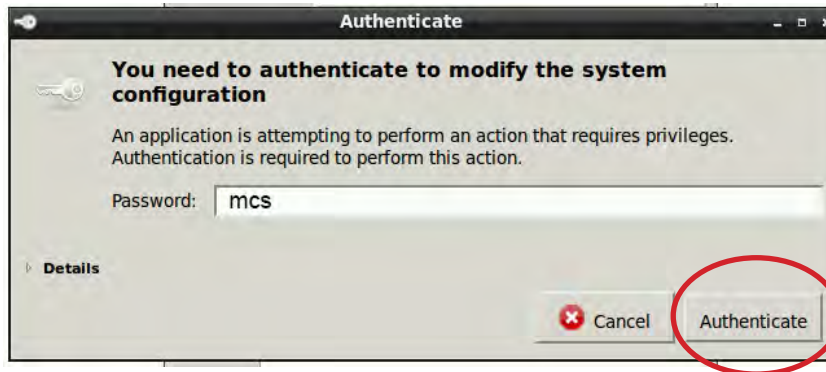 Authenticate
You need to authenticate to modify the system
configuration
An application is attempting to perform an action that requires privileges.
Authentication is required to perform this action.
Password: mcs
Details
Cancel Authenticate